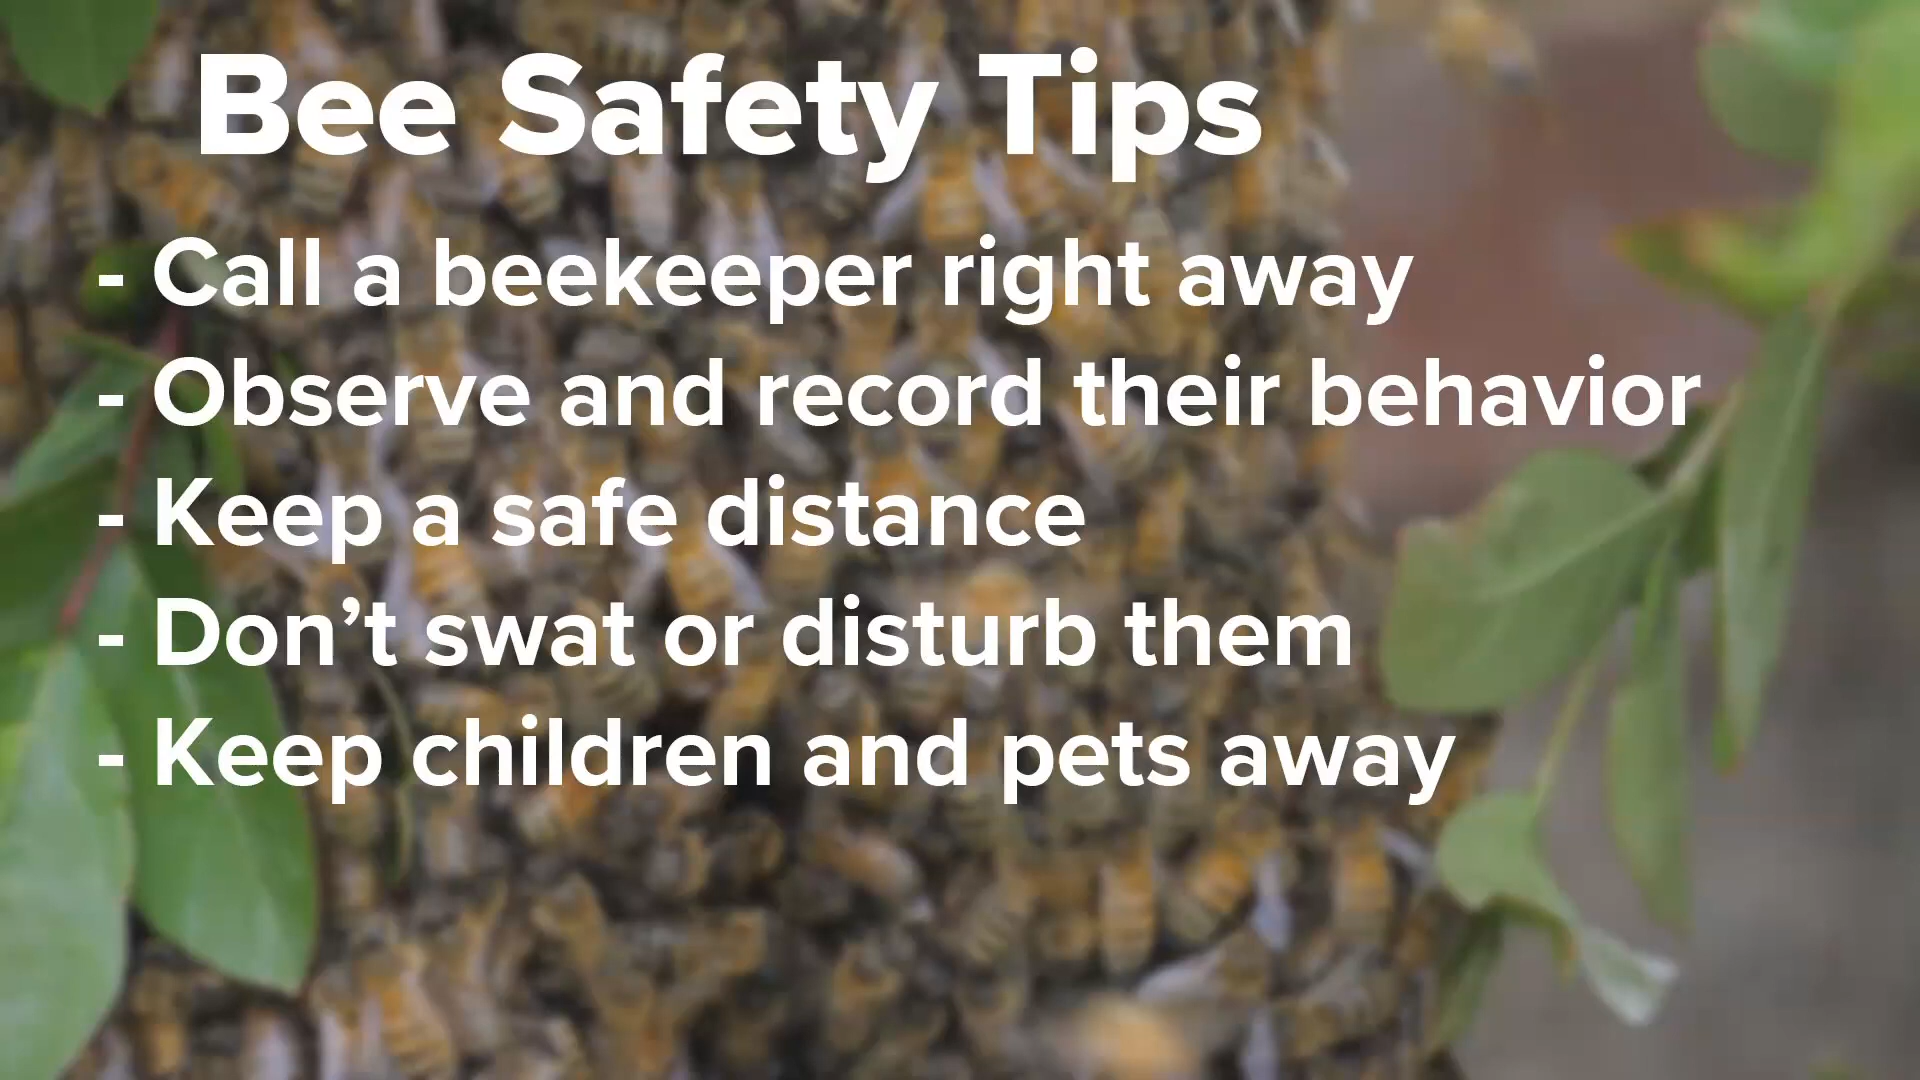 Bee Safety Tips
- Call a beekeeper right away
- Observe and record their behavior
- Keep a safe distance
- Don’t swat or disturb them
- Keep children and pets away